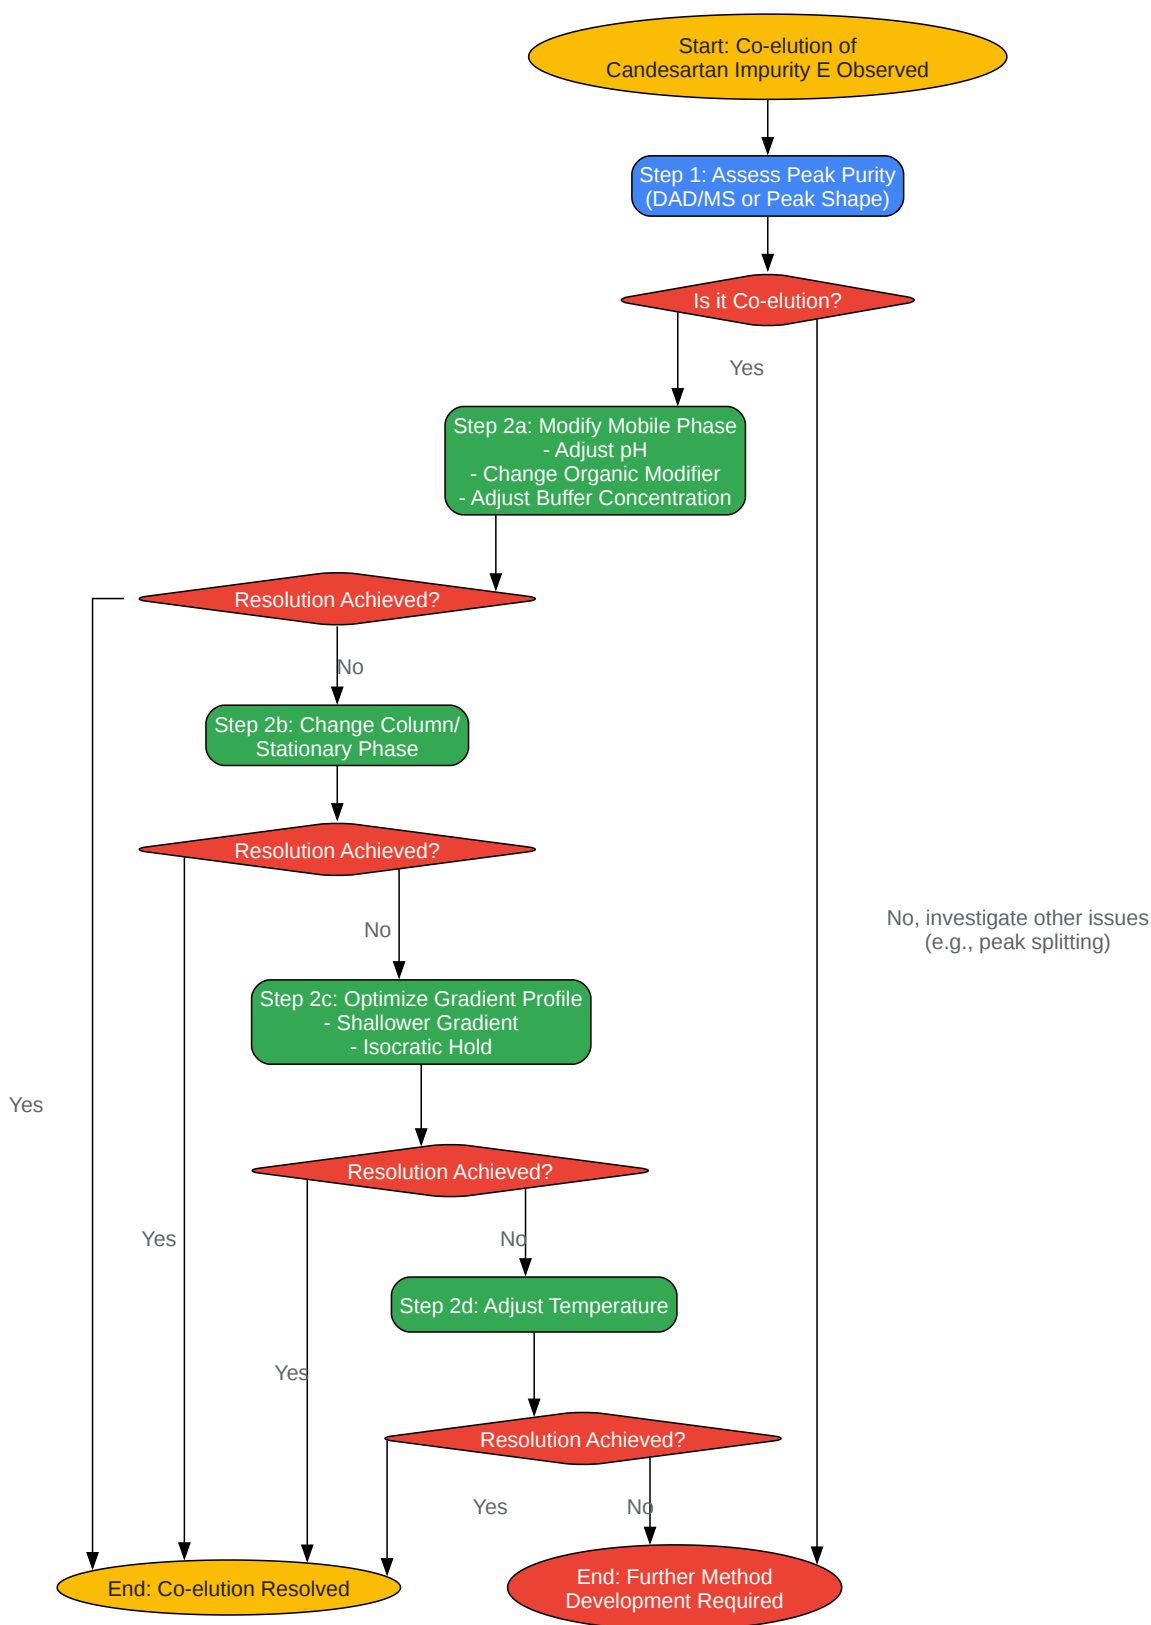 Start: Co-elution of
Candesartan Impurity E Observed
Step 1: Assess Peak Purity
(DAD/MS or Peak Shape)
Is it Co-elution?
Yes
Step 2a: Modify Mobile Phase
- Adjust pH
- Change Organic Modifier
- Adjust Buffer Concentration
Resolution Achieved?
No
Step 2b: Change Column/
Stationary Phase
Resolution Achieved?
No
No, investigate other issues
(e.g., peak splitting)
Step 2c: Optimize Gradient Profile
- Shallower Gradient
- Isocratic Hold
Yes
Resolution Achieved?
Yes
No
Step 2d: Adjust Temperature
Yes
Resolution Achieved?
Yes
No
End: Co-elution Resolved
End: Further Method
Development Required